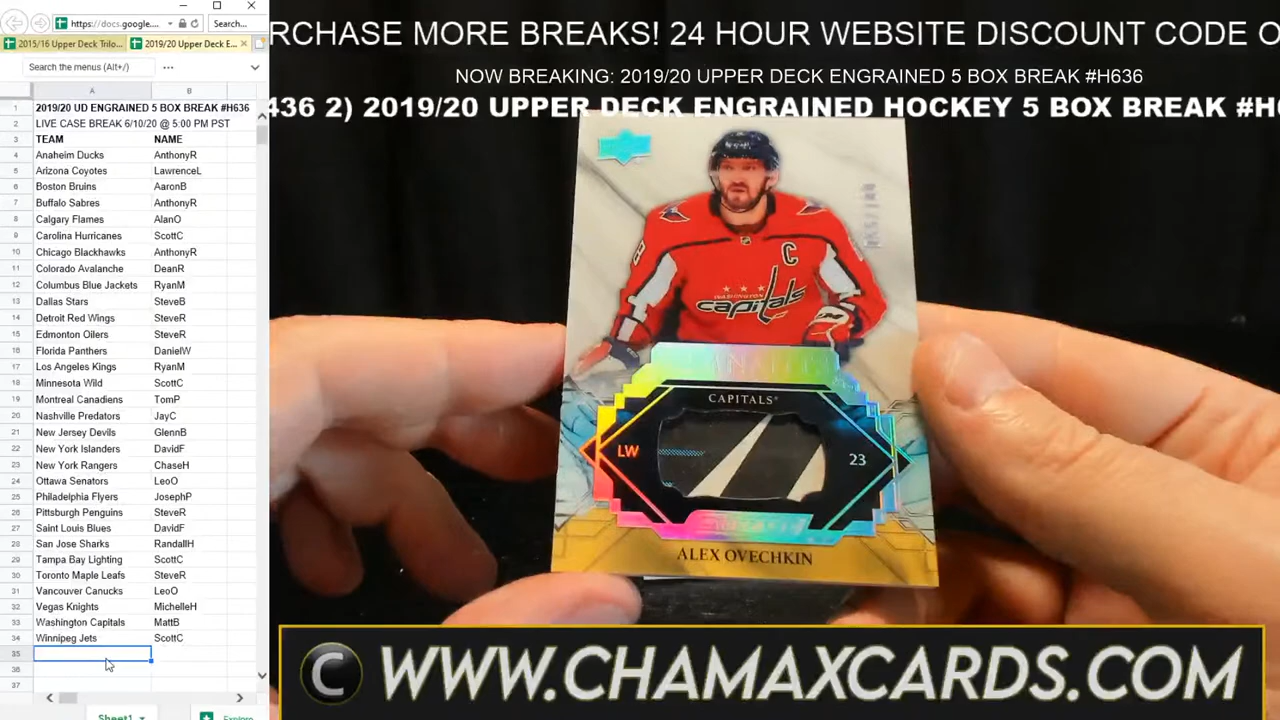 https://docs.google....
Search...
2015/16 Upper Deck Trilo...
2019/20 Upper Deck E...
Search the menus (Alt+/)
A B
1 2019/20 UD ENGRAINED 5 BOX BREAK #H636
2 LIVE CASE BREAK 6/10/20 @ 5:00 PM PST
3 TEAM NAME
4 Anaheim Ducks AnthonyR
5 Arizona Coyotes LawrenceL
6 Boston Bruins AaronB
7 Buffalo Sabres AnthonyR
8 Calgary Flames AlanO
9 Carolina Hurricanes ScottC
10 Chicago Blackhawks AnthonyR
11 Colorado Avalanche DeanR
12 Columbus Blue Jackets RyanM
13 Dallas Stars SteveB
14 Detroit Red Wings SteveR
15 Edmonton Oilers SteveR
16 Florida Panthers DanielW
17 Los Angeles Kings RyanM
18 Minnesota Wild ScottC
19 Montreal Canadiens TomP
20 Nashville Predators JayC
21 New Jersey Devils GlennB
22 New York Islanders DavidF
23 New York Rangers ChaseH
24 Ottawa Senators LeoO
25 Philadelphia Flyers JosephP
26 Pittsburgh Penguins SteveR
27 Saint Louis Blues DavidF
28 San Jose Sharks RandallH
29 Tampa Bay Lighting ScottC
30 Toronto Maple Leafs SteveR
31 Vancouver Canucks LeoO
32 Vegas Knights MichelleH
33 Washington Capitals MattB
34 Winnipeg Jets ScottC
35
36
37
Sheet1
Explore
RCHASE MORE BREAKS! 24 HOUR WEBSITE DISCOUNT CODE O
NOW BREAKING: 2019/20 UPPER DECK ENGRAINED 5 BOX BREAK #H636
436 2) 2019/20 UPPER DECK ENGRAINED HOCKEY 5 BOX BREAK #H
C
capitals
CAPITALS
LW
23
ALEX OVECHKIN
C WWW.CHAMAXCARDS.COM